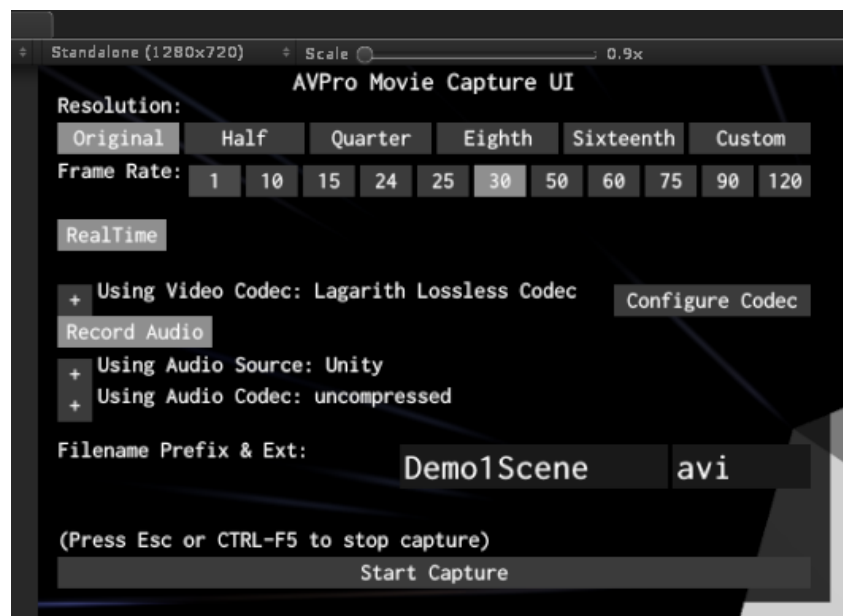 Standalone (1280x720) Scale 0.9x
AVPro Movie Capture UI
Resolution:
Original Half Quarter Eighth Sixteenth Custom
Frame Rate: 1 10 15 24 25 30 50 60 75 90 120
RealTime
+ Using Video Codec: Lagarith Lossless Codec Configure Codec
Record Audio
+ Using Audio Source: Unity
+ Using Audio Codec: uncompressed
Filename Prefix & Ext: Demo1Scene avi
(Press Esc or CTRL-F5 to stop capture)
Start Capture